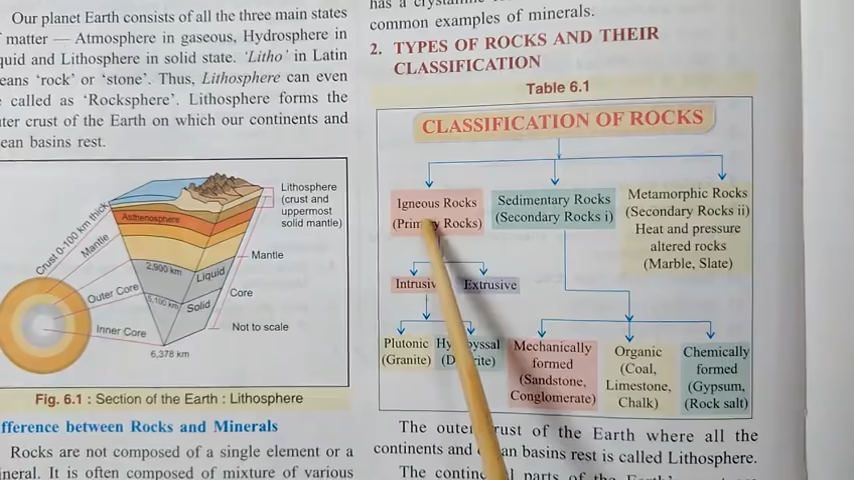 Our planet Earth consists of all the three main states
matter — Atmosphere in gaseous, Hydrosphere in
quid and Lithosphere in solid state. 'Litho' in Latin
eans 'rock' or 'stone'. Thus, Lithosphere can even
called as 'Rocksphere'. Lithosphere forms the
ter crust of the Earth on which our continents and
ean basins rest.
Lithosphere
(crust and
uppermost
solid mantle)
Crust 0-100 km thick
Asthenosphere
Mantle
Mantle
2,900 km
Liquid
Outer Core
5,100 km
Solid
Core
Inner Core
Not to scale
6,378 km
Fig. 6.1 : Section of the Earth : Lithosphere
fference between Rocks and Minerals
Rocks are not composed of a single element or a
ineral. It is often composed of mixture of various
has a
common examples of minerals.
2. TYPES OF ROCKS AND THEIR
CLASSIFICATION
Table 6.1
CLASSIFICATION OF ROCKS
Igneous Rocks
Rocks)
Sedimentary Rocks
(Secondary Rocks i)
Metamorphic Rocks
(Secondary Rocks ii)
Heat and pressure
altered rocks
(Marble, Slate)
Extrusive
Plutonic
(Granite)
Mechanically
formed
(Sandstone,
Conglomerate)
Organic
(Coal,
Limestone,
Chalk)
Chemically
formed
(Gypsum,
(Rock salt)
The outer crust of the Earth where all the
continents and basins rest is called Lithosphere.
The parts of the